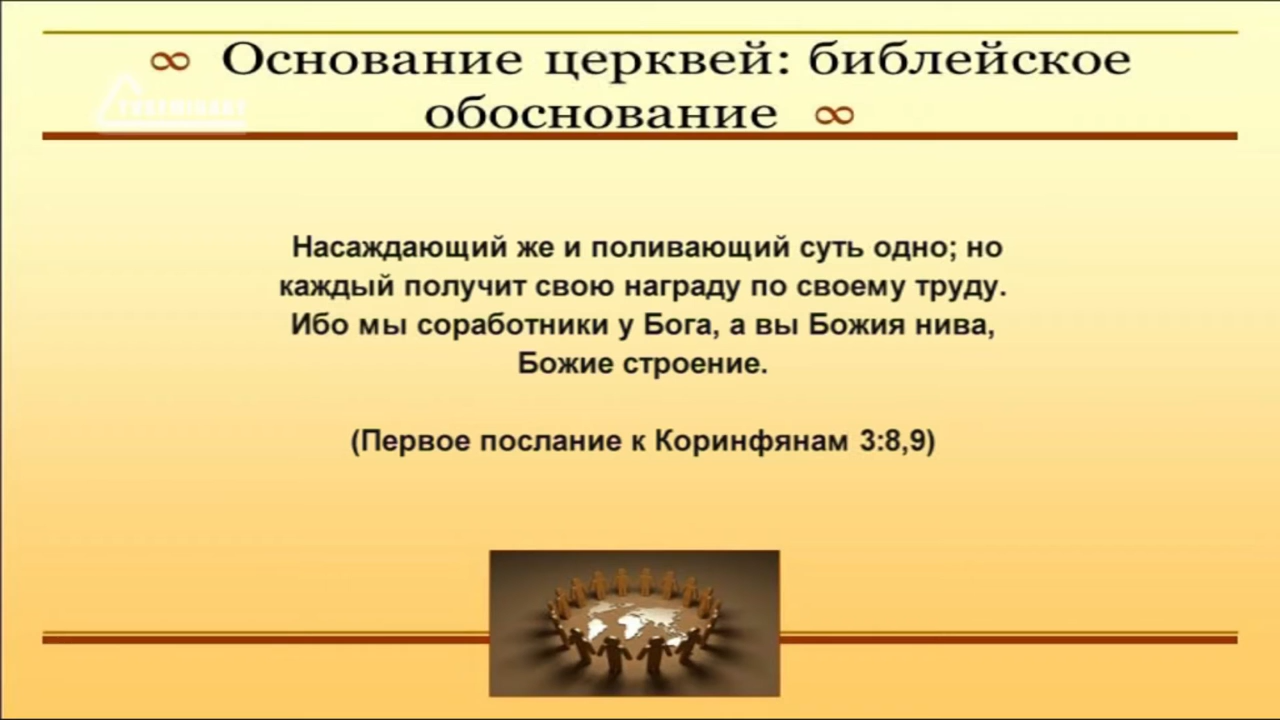 ∞ Основание церквей: библейское
обоснование ∞
Насаждающий же и поливающий суть одно; но
каждый получит свою награду по своему труду.
Ибо мы соработники у Бога, а вы Божия нива,
Божие строение.
(Первое послание к Коринфянам 3:8,9)